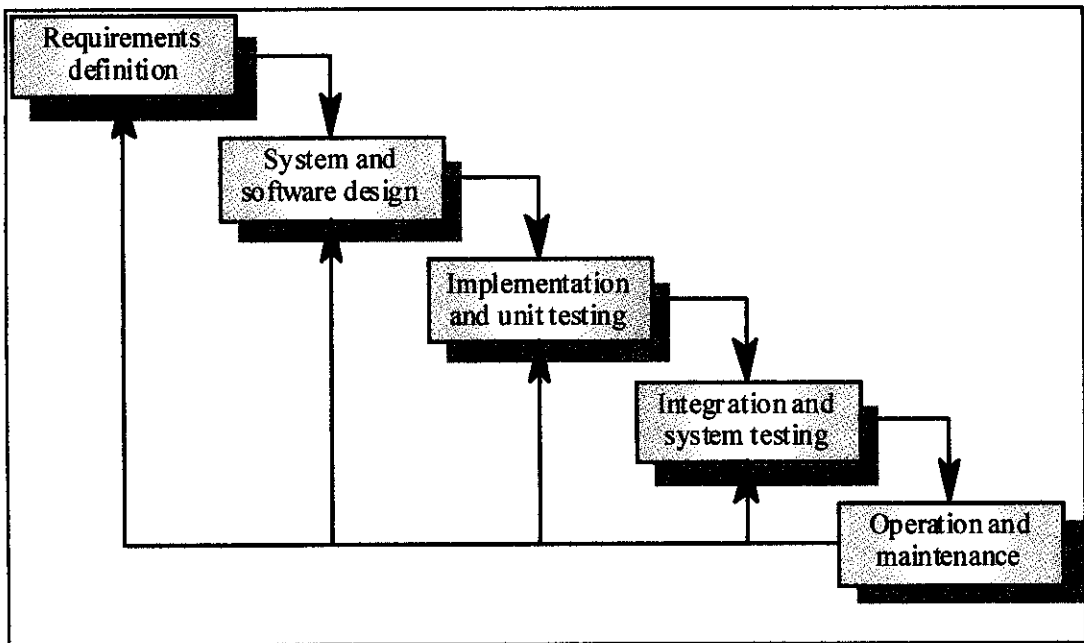 Requirements
definition
System and
software design
Implementation
and unit testing
Integration and
system testing
Operation and
maintenance